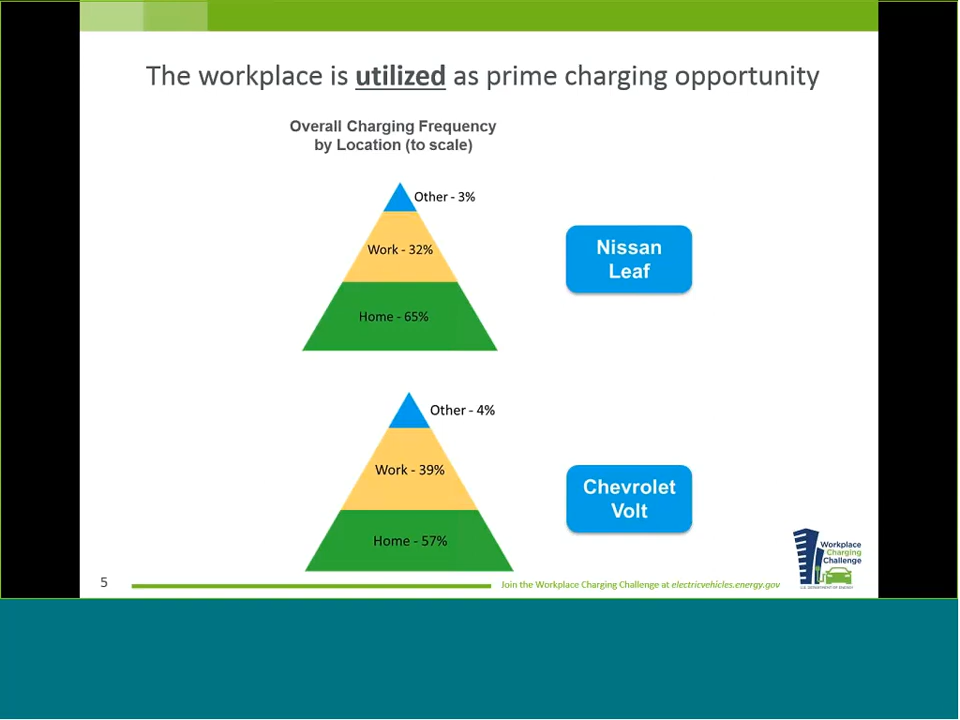 The workplace is utilized as prime charging opportunity
Overall Charging Frequency
by Location (to scale)
Other - 3%
Work - 32%
Home - 65%
Nissan
Leaf
Other - 4%
Work - 39%
Home - 57%
Chevrolet
Volt
Workplace
Charging
Challenge
U.S. DEPARTMENT OF ENERGY
5
Join the Workplace Charging Challenge at electricvehicles.energy.gov